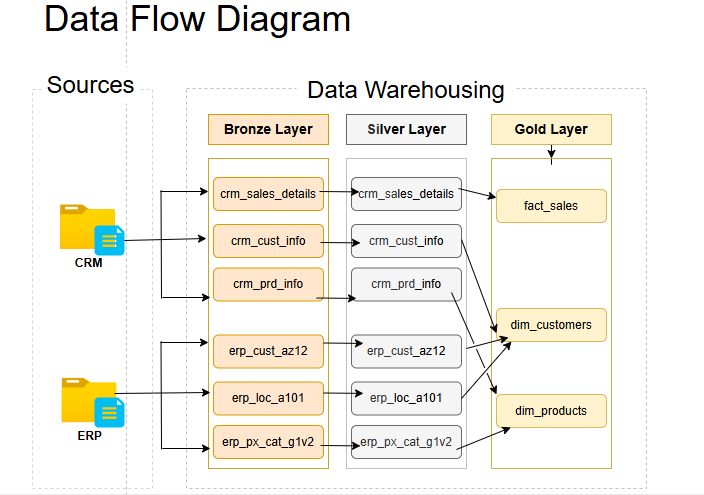 Data Flow Diagram
Sources
Data Warehousing
Bronze Layer
Silver Layer
Gold Layer
crm_sales_details
crm_sales_details
fact_sales
crm_cust_info
crm_cust_info
CRM
crm_prd_info
crm_prd_info
dim_customers
erp_cust_az12
erp_cust_az12
erp_loc_a101
erp_loc_a101
dim_products
ERP
erp_px_cat_g1v2
erp_px_cat_g1v2